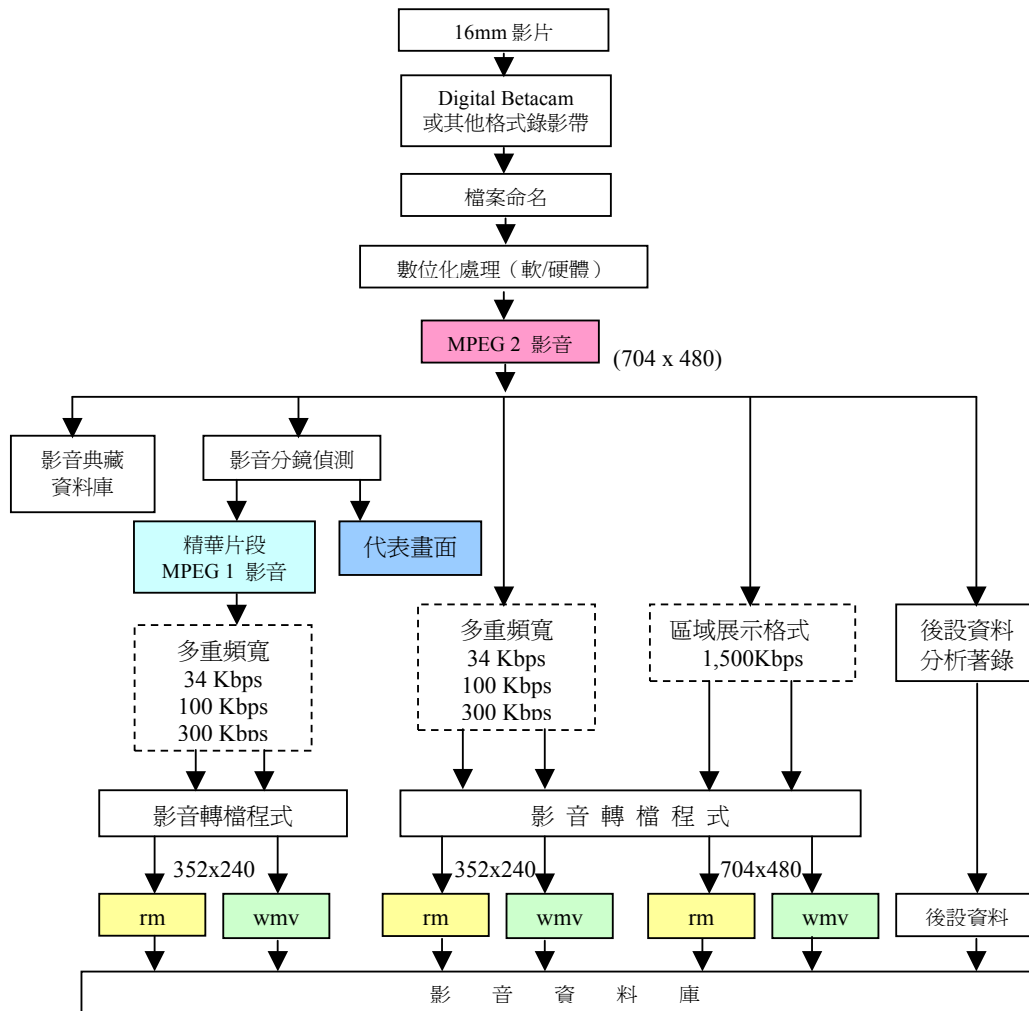 16mm 影片
Digital Betacam
或其他格式錄影帶
檔案命名
數位化處理（軟/硬體）
MPEG 2 影音
(704 x 480)
影音典藏
資料庫
影音分鏡偵測
精華片段
MPEG 1 影音
代表畫面
多重頻寬
34 Kbps
100 Kbps
300 Kbps
多重頻寬
34 Kbps
100 Kbps
300 Kbps
區域展示格式
1,500Kbps
後設資料
分析著錄
影音轉檔程式
影 音 轉 檔 程 式
352x240
352x240
704x480
rm
wmv
rm
wmv
rm
wmv
後設資料
影 音 資 料 庫